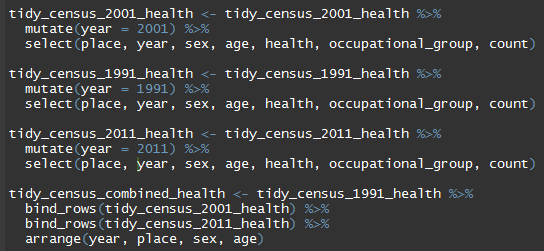 tidy_census_2001_health <- tidy_census_2001_health %>%
  mutate(year = 2001) %>%
  select(place, year, sex, age, health, occupational_group, count)
tidy_census_1991_health <- tidy_census_1991_health %>%
  mutate(year = 1991) %>%
  select(place, year, sex, age, health, occupational_group, count)
tidy_census_2011_health <- tidy_census_2011_health %>%
  mutate(year = 2011) %>%
  select(place, year, sex, age, health, occupational_group, count)
tidy_census_combined_health <- tidy_census_1991_health %>%
  bind_rows(tidy_census_2001_health) %>%
  bind_rows(tidy_census_2011_health) %>%
  arrange(year, place, sex, age)